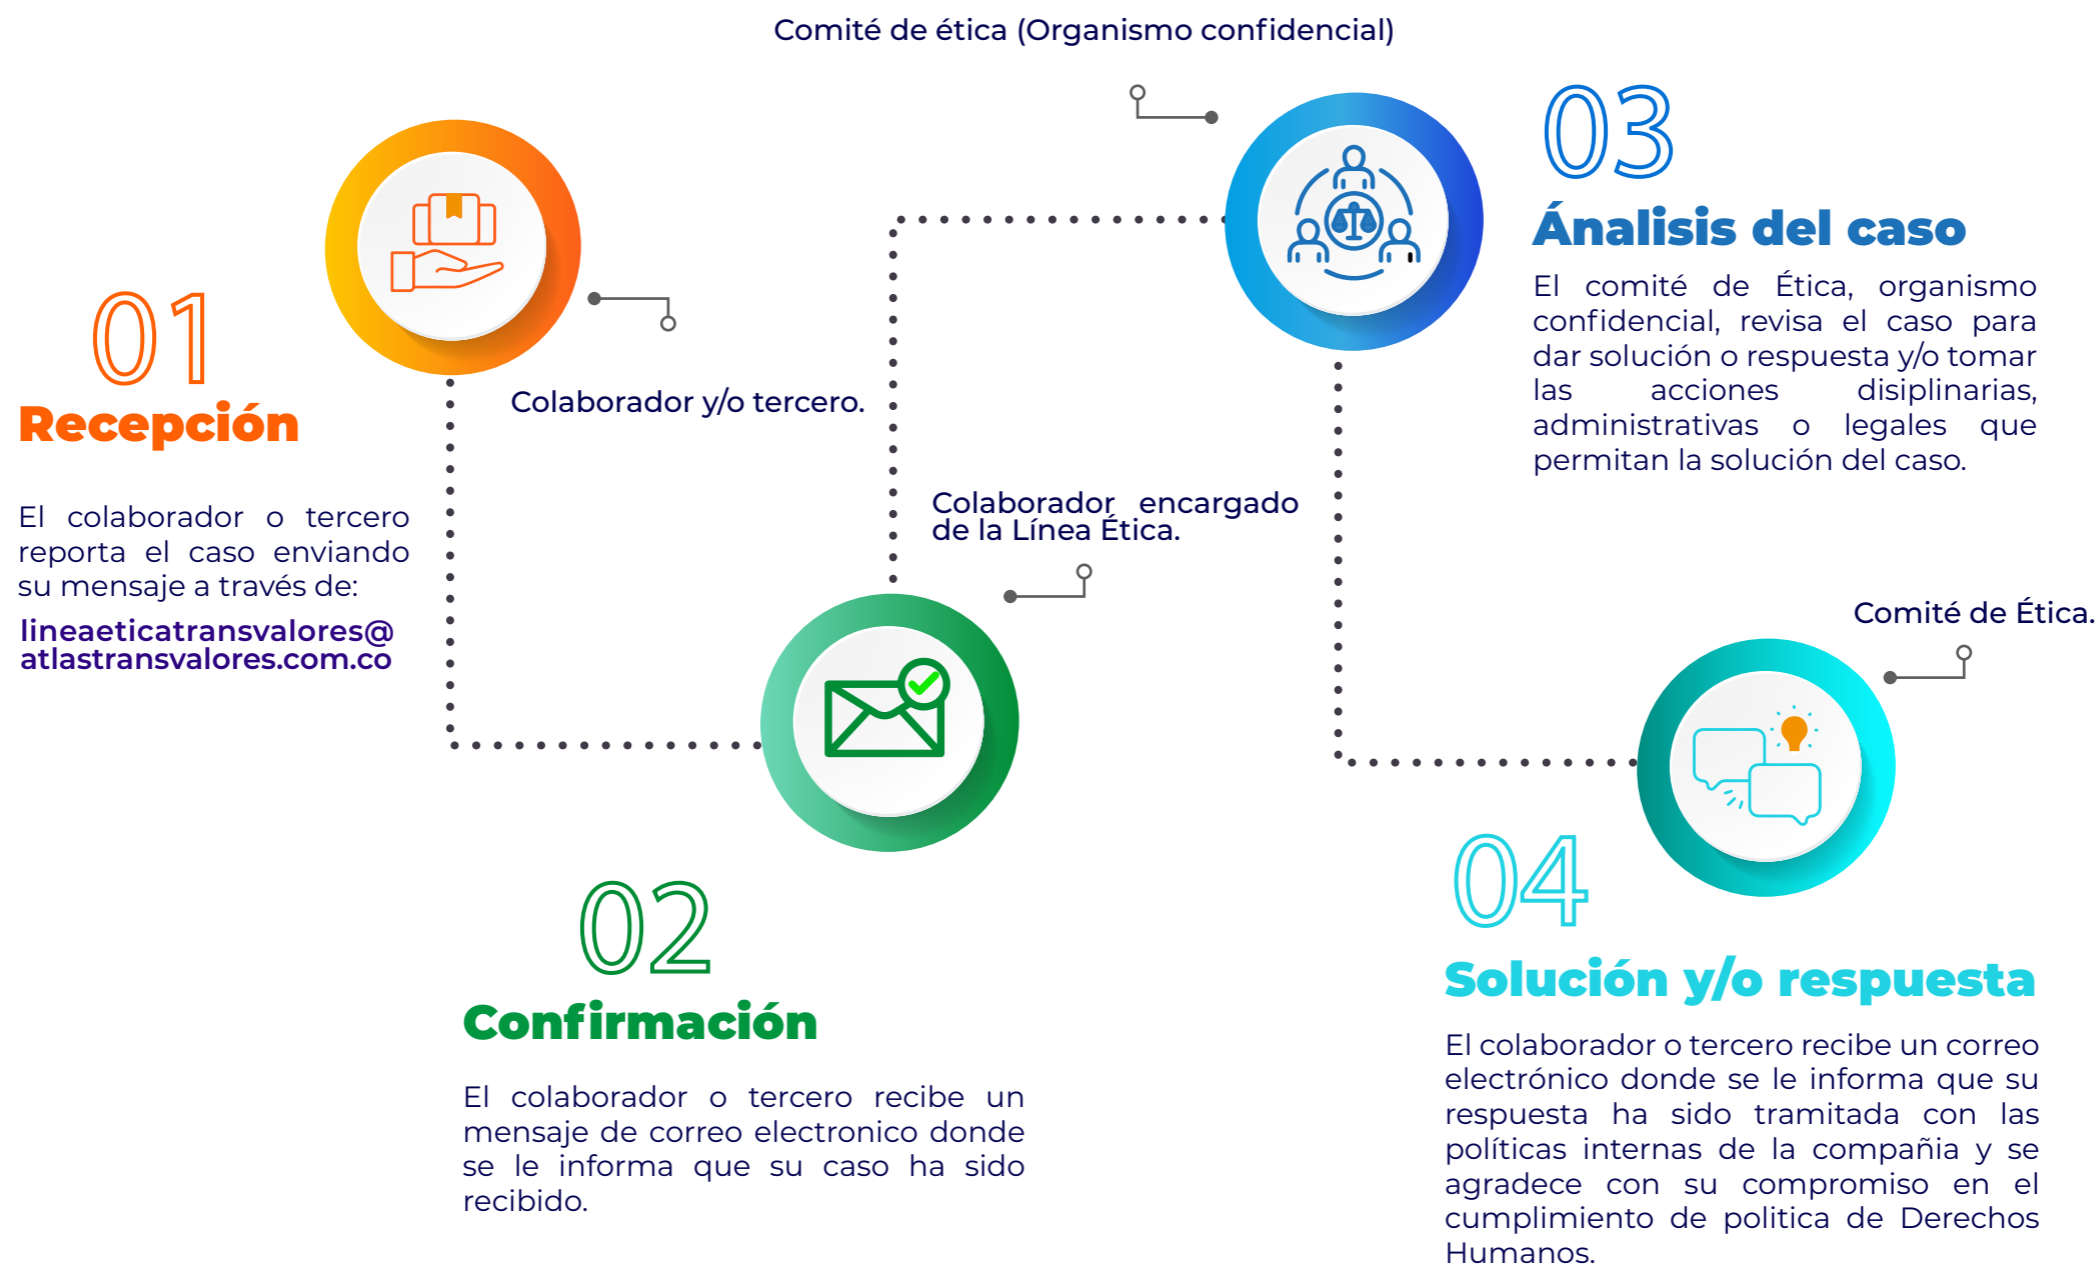 Comité de ética (Organismo confidencial)
01
Recepción
El colaborador o tercero
reporta el caso enviando
su mensaje a través de:
lineaeticatransvalores@
atlastransvalores.com.co
Colaborador y/o tercero.
Colaborador encargado
de la Línea Ética.
02
Confirmación
El colaborador o tercero recibe un
mensaje de correo electronico donde
se le informa que su caso ha sido
recibido.
03
Ánalisis del caso
El comité de Ética, organismo
confidencial, revisa el caso para
dar solución o respuesta y/o tomar
las acciones disiplinarias,
administrativas o legales que
permitan la solución del caso.
Comité de Ética.
04
Solución y/o respuesta
El colaborador o tercero recibe un correo
electrónico donde se le informa que su
respuesta ha sido tramitada con las
políticas internas de la compañia y se
agradece con su compromiso en el
cumplimiento de politica de Derechos
Humanos.